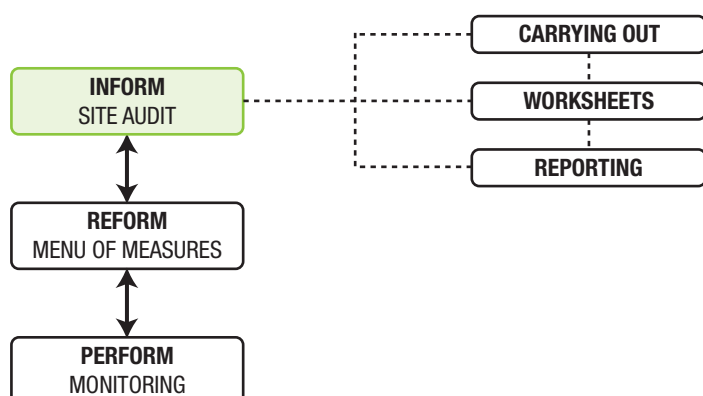 INFORM
SITE AUDIT
REFORM
MENU OF MEASURES
PERFORM
MONITORING
CARRYING OUT
WORKSHEETS
REPORTING